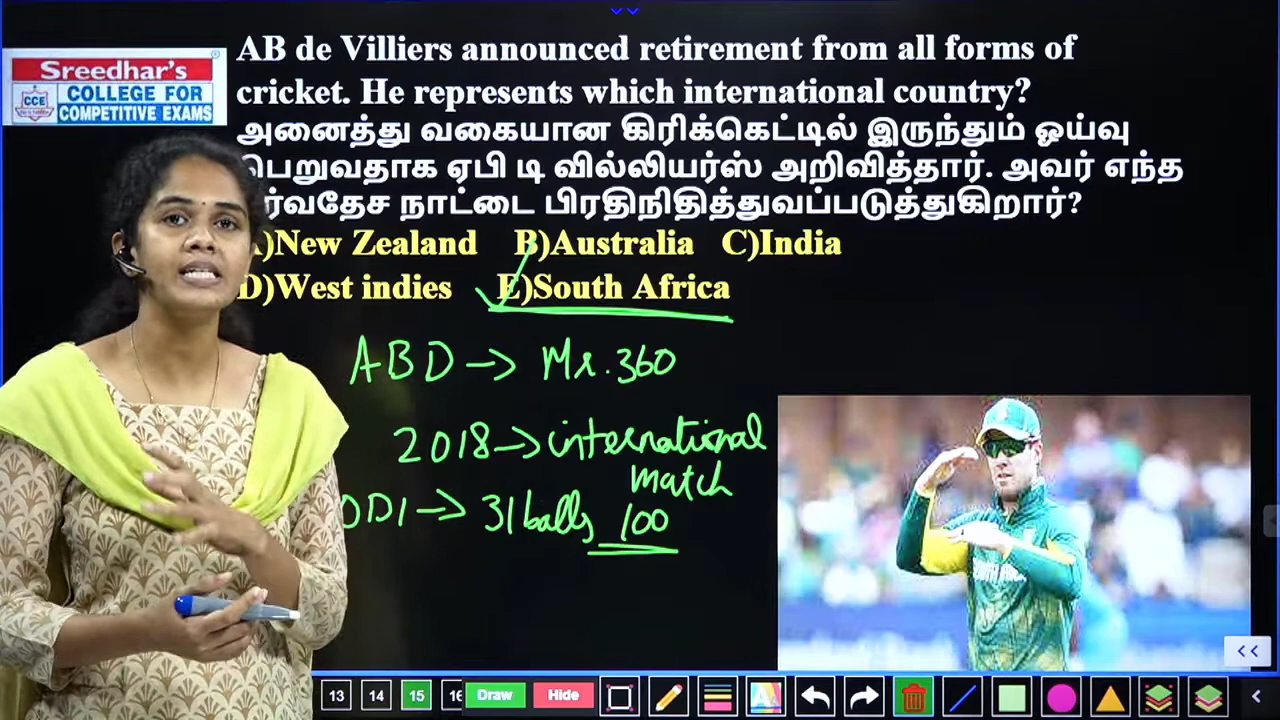 Sreedhar's
CCE
COLLEGE FOR
COMPETITIVE EXAMS
AB de Villiers announced retirement from all forms of
cricket. He represents which international country?
அனைத்து வகையான கிரிக்கெட்டில் இருந்தும் ஓய்வு
பெறுவதாக ஏபி டி வில்லியர்ஸ் அறிவித்தார். அவர் எந்த
நாட்டை பிரதிநிதித்துவப்படுத்துகிறார்?
A)New Zealand B)Australia C)India
D)West indies E)South Africa
ABD → Mr.360
2018 → international
match
ODI → 31 balls 100
13 14 15 16 Draw Hide
<<